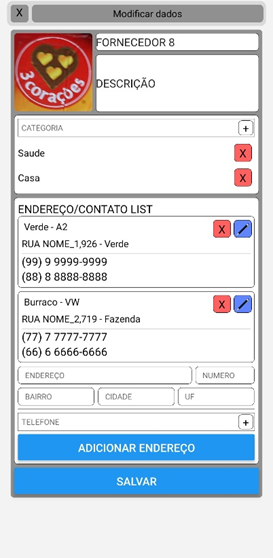 X Modificar dados
FORNECEDOR 8
3 corações
DESCRIÇÃO
CATEGORIA +
Saude X
Casa X
ENDEREÇO/CONTATO LIST
Verde - A2 X
RUA NOME_1,926 - Verde
(99) 9 9999-9999
(88) 8 8888-8888
Burraco - VW X
RUA NOME_2,719 - Fazenda
(77) 7 7777-7777
(66) 6 6666-6666
ENDEREÇO NUMERO
BAIRRO CIDADE UF
TELEFONE +
ADICIONAR ENDEREÇO
SALVAR